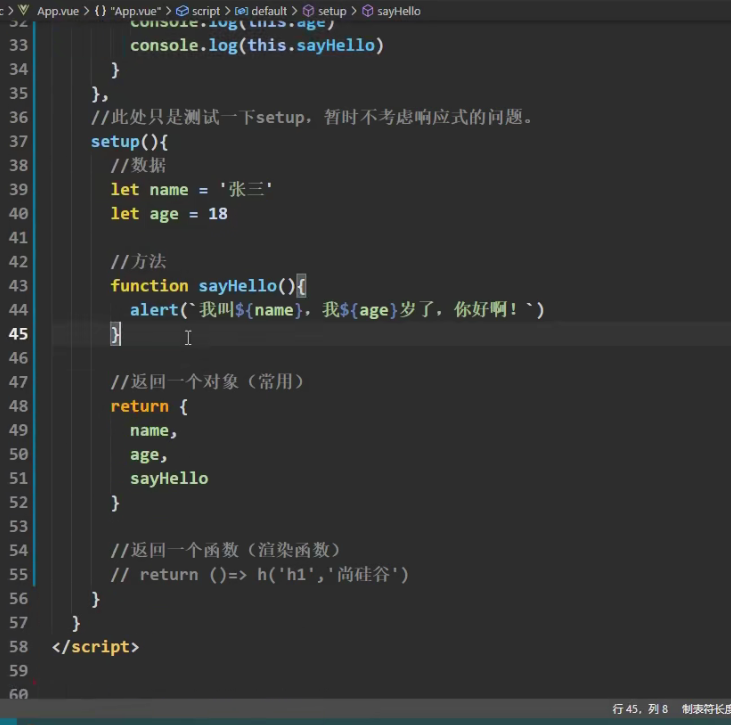 c > App.vue > {} "App.vue" > script > default > setup > sayHello
32 console.log(this.age)
33 console.log(this.sayHello)
34 }
35 },
36 //此处只是测试一下setup，暂时不考虑响应式的问题。
37 setup(){
38 //数据
39 let name = '张三'
40 let age = 18
41
42 //方法
43 function sayHello(){
44 alert(`我叫${name}，我${age}岁了，你好啊！`)
45 }
46
47 //返回一个对象（常用）
48 return {
49 name,
50 age,
51 sayHello
52 }
53
54 //返回一个函数（渲染函数）
55 // return ()=> h('h1','尚硅谷')
56 }
57 }
58 </script>
59
60
行 45，列 8 制表符长度